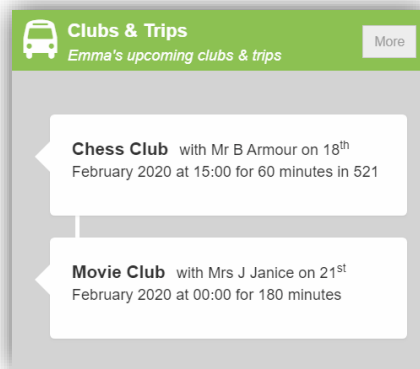 Clubs & Trips
Emma's upcoming clubs & trips
More
Chess Club with Mr B Armour on 18th
February 2020 at 15:00 for 60 minutes in 521
Movie Club with Mrs J Janice on 21st
February 2020 at 00:00 for 180 minutes